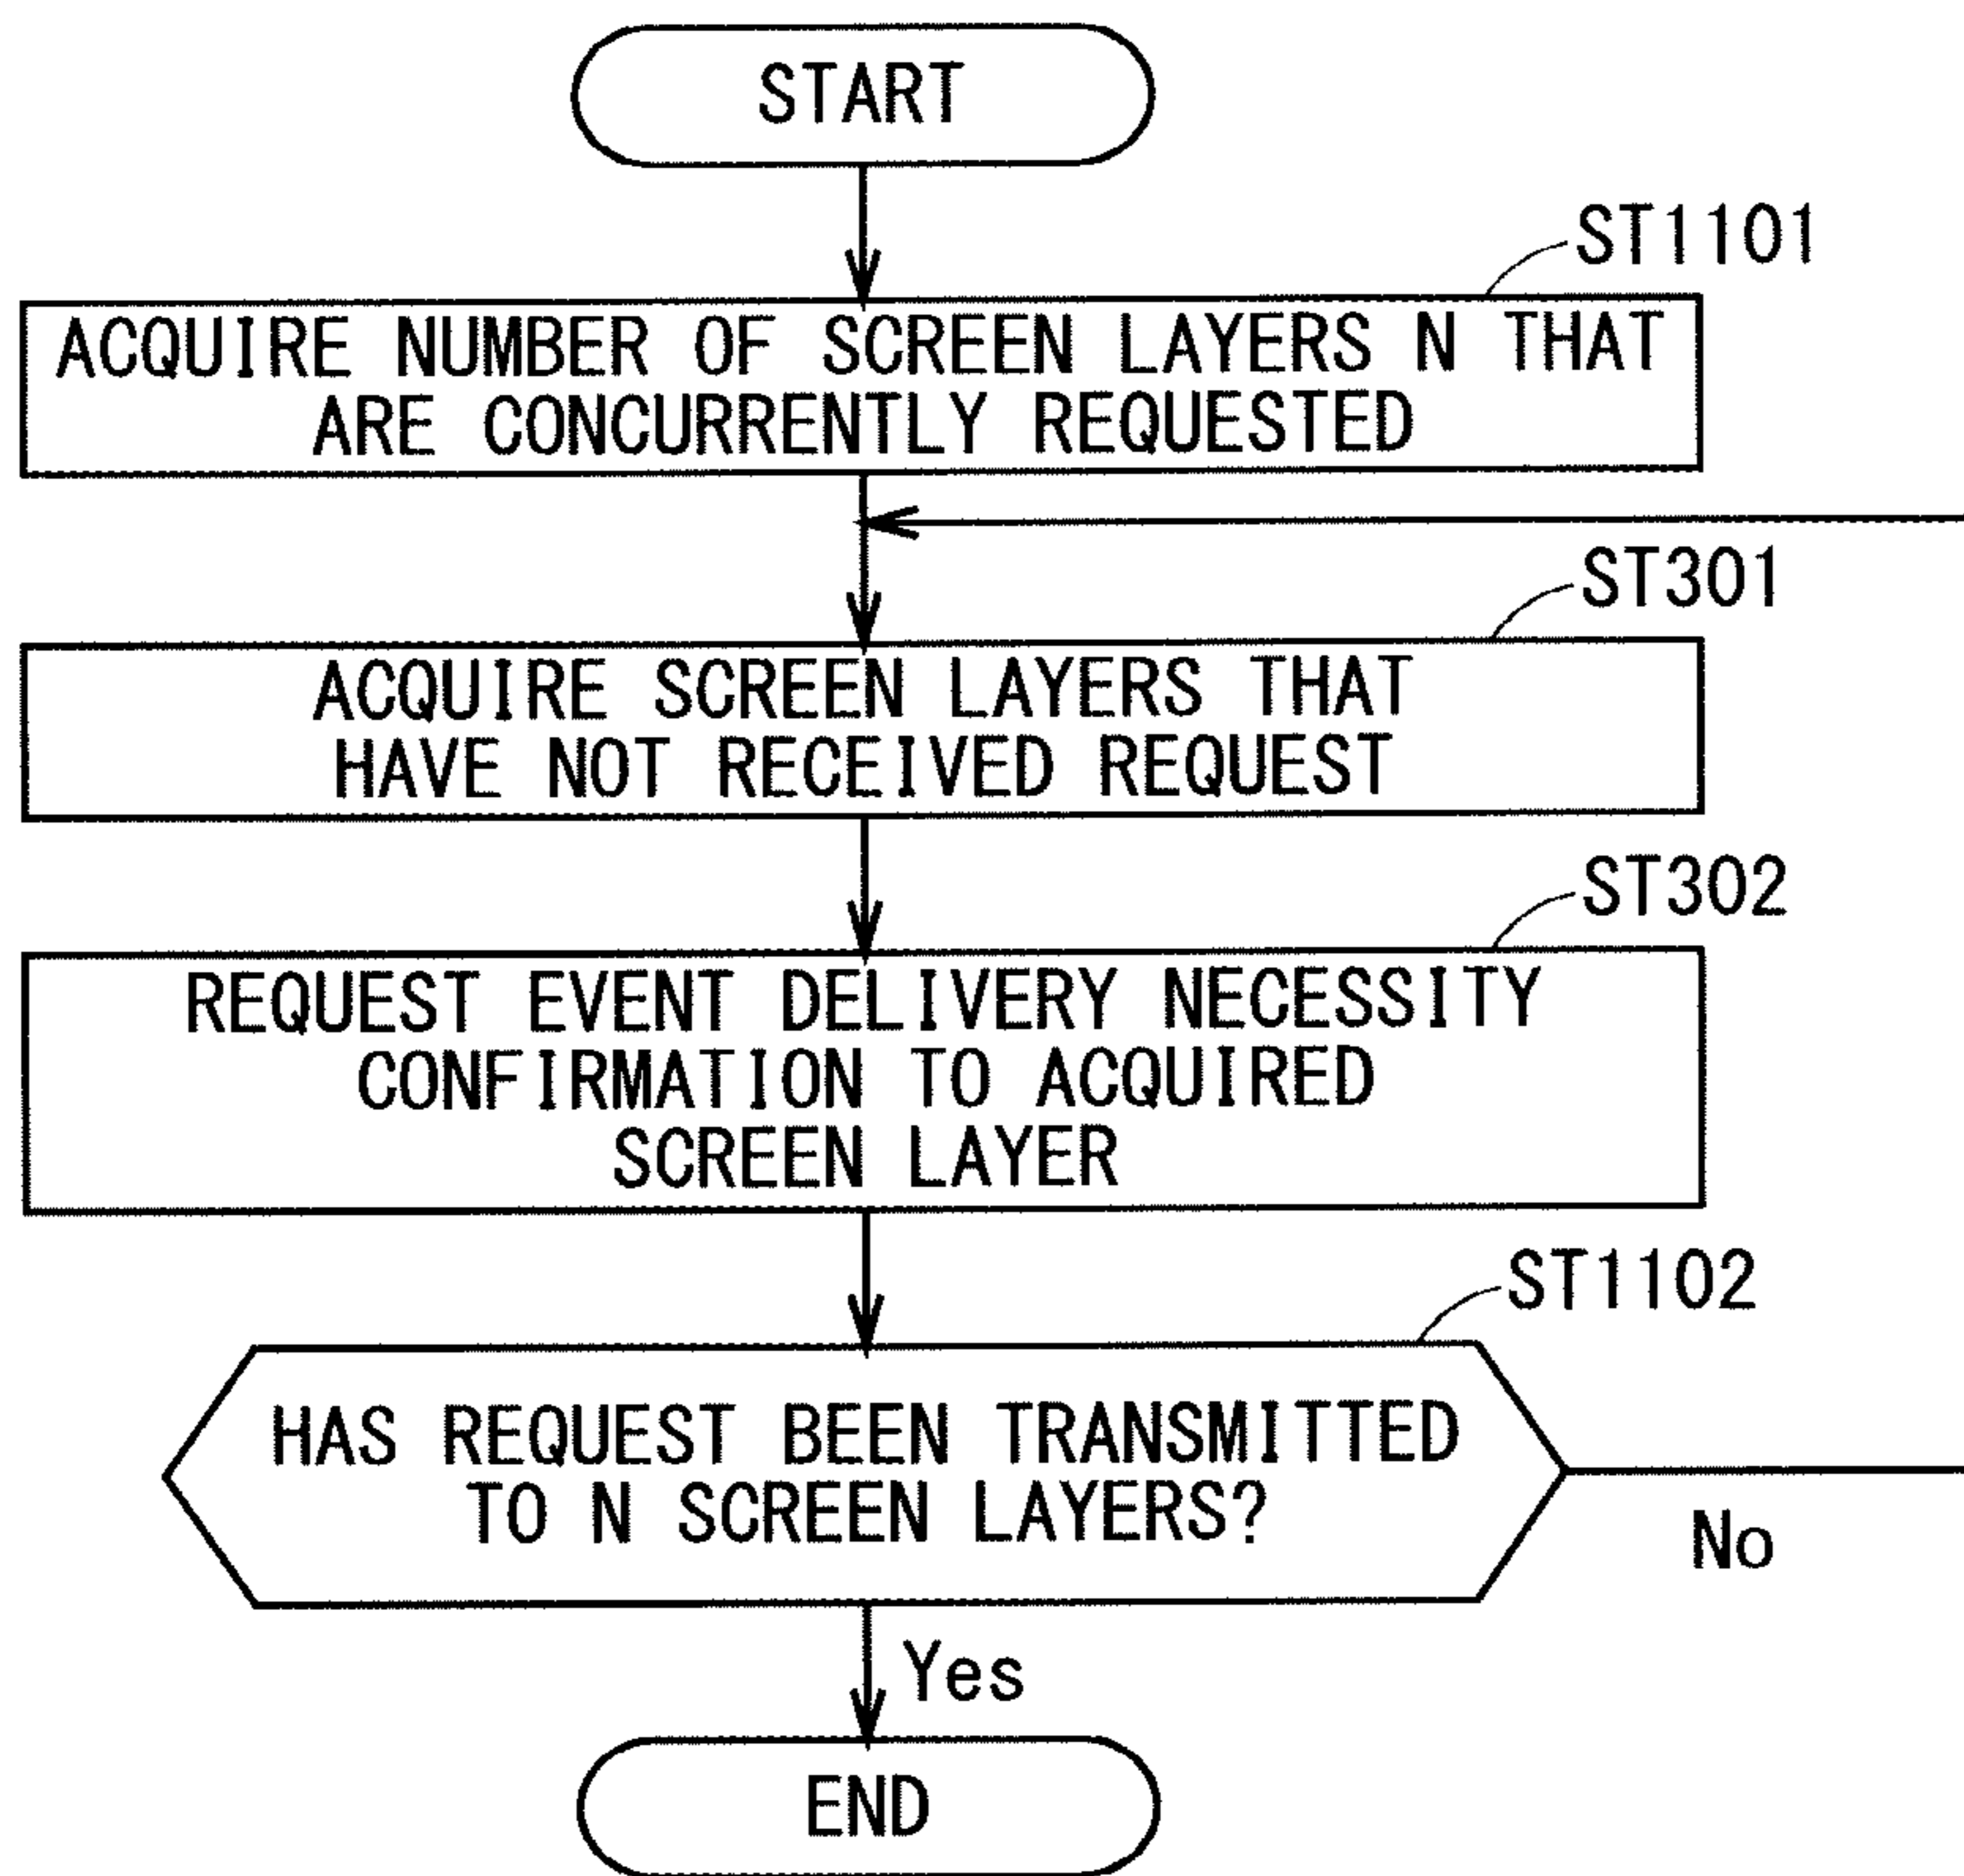 START
ST1101
ACQUIRE NUMBER OF SCREEN LAYERS N THAT
ARE CONCURRENTLY REQUESTED
ST301
ACQUIRE SCREEN LAYERS THAT
HAVE NOT RECEIVED REQUEST
ST302
REQUEST EVENT DELIVERY NECESSITY
CONFIRMATION TO ACQUIRED
SCREEN LAYER
ST1102
HAS REQUEST BEEN TRANSMITTED
TO N SCREEN LAYERS?
No
Yes
END